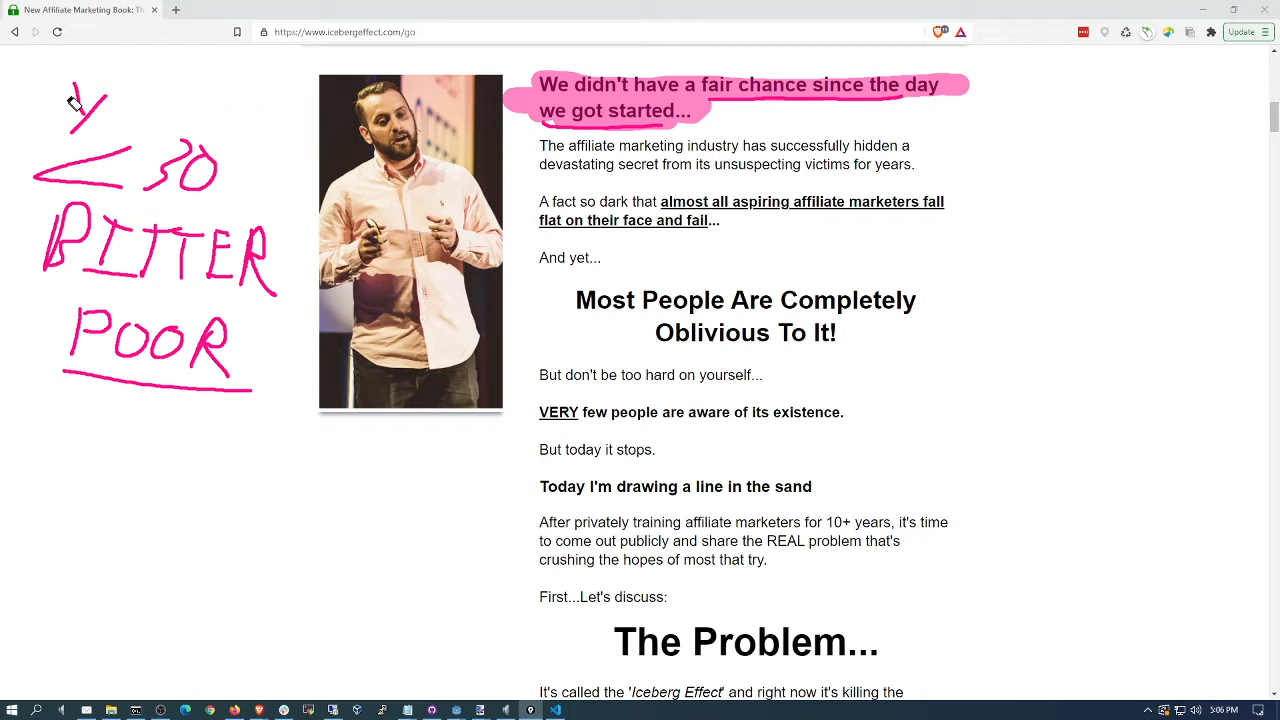 New Affiliate Marketing Book: Th
https://www.icebergeffect.com/go
Update
y
< 30
BITTER
POOR
We didn't have a fair chance since the day
we got started...
The affiliate marketing industry has successfully hidden a
devastating secret from its unsuspecting victims for years.
A fact so dark that almost all aspiring affiliate marketers fall
flat on their face and fail...
And yet...
Most People Are Completely
Oblivious To It!
But don't be too hard on yourself...
VERY few people are aware of its existence.
But today it stops.
Today I'm drawing a line in the sand
After privately training affiliate marketers for 10+ years, it's time
to come out publicly and share the REAL problem that's
crushing the hopes of most that try.
First...Let's discuss:
The Problem...
It's called the 'Iceberg Effect' and right now it's killing the
5:06 PM